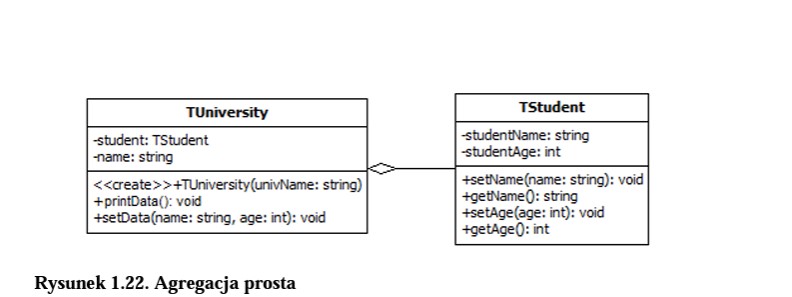 TUniversity
-student: TStudent
-name: string
<<create>>+TUniversity(univName: string)
+printData(): void
+setData(name: string, age: int): void
TStudent
-studentName: string
-studentAge: int
+setName(name: string): void
+getName(): string
+setAge(age: int): void
+getAge(): int
Rysunek 1.22. Agregacja prosta